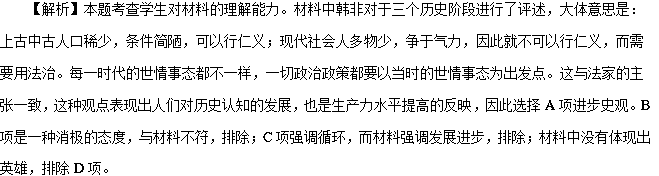 【解析】本题考查学生对材料的理解能力。材料中韩非对于三个历史阶段进行了评述，大体意思是：
上古中古人口稀少，条件简陋，可以行仁义；现代社会人多物少，争于气力，因此就不可以行仁义，而需
要用法治。每一时代的世情事态都不一样，一切政治政策都要以当时的世情事态为出发点。这与法家的主
张一致，这种观点表现出人们对历史认知的发展，也是生产力水平提高的反映，因此选择 A 项进步史观。B
项是一种消极的态度，与材料不符，排除；C 项强调循环，而材料强调发展进步，排除；材料中没有体现出
英雄，排除 D 项。